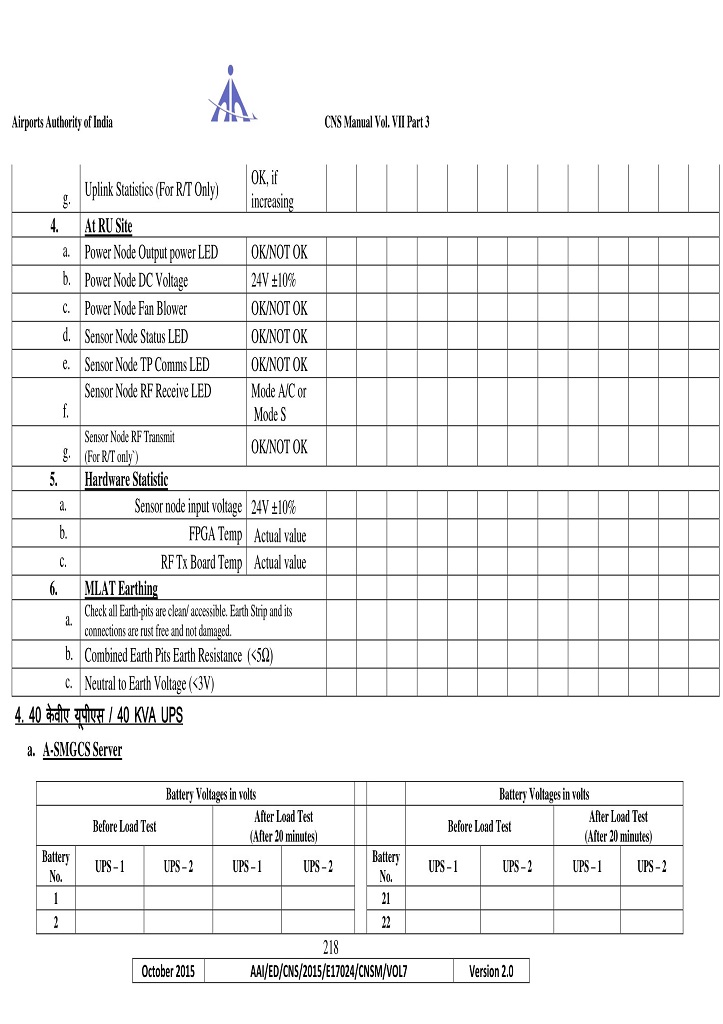 Airports Authority of India CNS Manual Vol. VII Part 3
g. Uplink Statistics (For R/T Only) OK, if
increasing
4. At RU Site
a. Power Node Output power LED OK/NOT OK
b. Power Node DC Voltage 24V ±10%
c. Power Node Fan Blower OK/NOT OK
d. Sensor Node Status LED OK/NOT OK
e. Sensor Node TP Comms LED OK/NOT OK
f. Sensor Node RF Receive LED Mode A/C or
Mode S
g. Sensor Node RF Transmit
(For R/T only`) OK/NOT OK
5. Hardware Statistic
a. Sensor node input voltage 24V ±10%
b. FPGA Temp Actual value
c. RF Tx Board Temp Actual value
6. MLAT Earthing
a. Check all Earth-pits are clean/ accessible. Earth Strip and its
connections are rust free and not damaged.
b. Combined Earth Pits Earth Resistance (<5Ω)
c. Neutral to Earth Voltage (<3V)
4. 40 केवीए यूपीएस / 40 KVA UPS
a. A-SMGCS Server
Battery Voltages in volts Battery Voltages in volts
Before Load Test After Load Test
(After 20 minutes) Before Load Test After Load Test
(After 20 minutes)
Battery
No. UPS – 1 UPS – 2 UPS – 1 UPS – 2 Battery
No. UPS – 1 UPS – 2 UPS – 1 UPS – 2
1 21
2 22
218
October 2015 AAI/ED/CNS/2015/E17024/CNSM/VOL7 Version 2.0